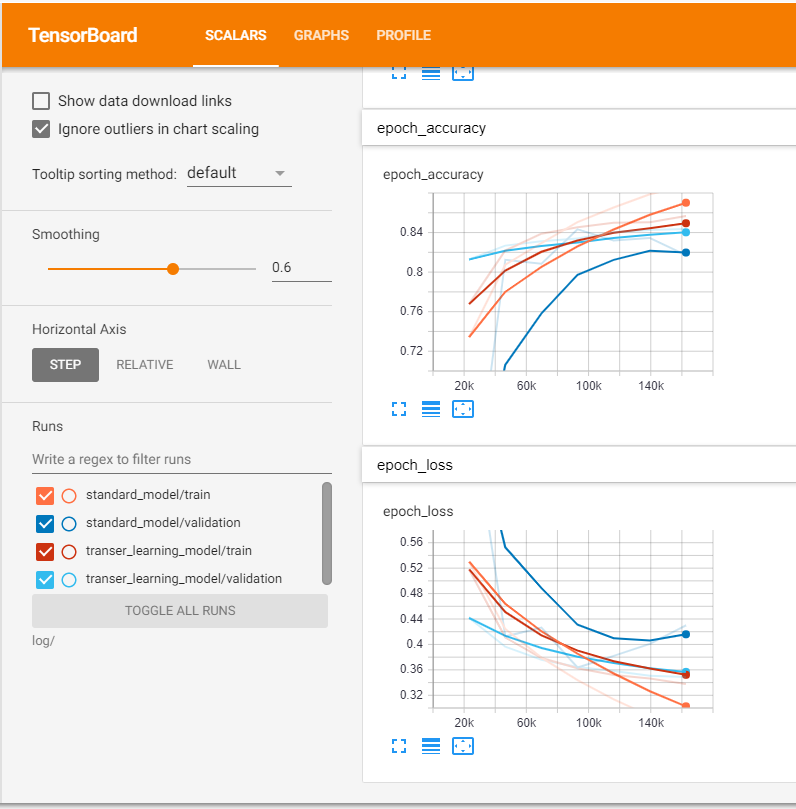 TensorBoard SCALARS GRAPHS PROFILE
Show data download links
Ignore outliers in chart scaling
Tooltip sorting method: default
Smoothing
0.6
Horizontal Axis
STEP RELATIVE WALL
Runs
Write a regex to filter runs
standard_model/train
standard_model/validation
transer_learning_model/train
transer_learning_model/validation
TOGGLE ALL RUNS
log/
epoch_accuracy
epoch_accuracy
0.84
0.8
0.76
0.72
20k 60k 100k 140k
epoch_loss
epoch_loss
0.56
0.52
0.48
0.44
0.4
0.36
0.32
20k 60k 100k 140k